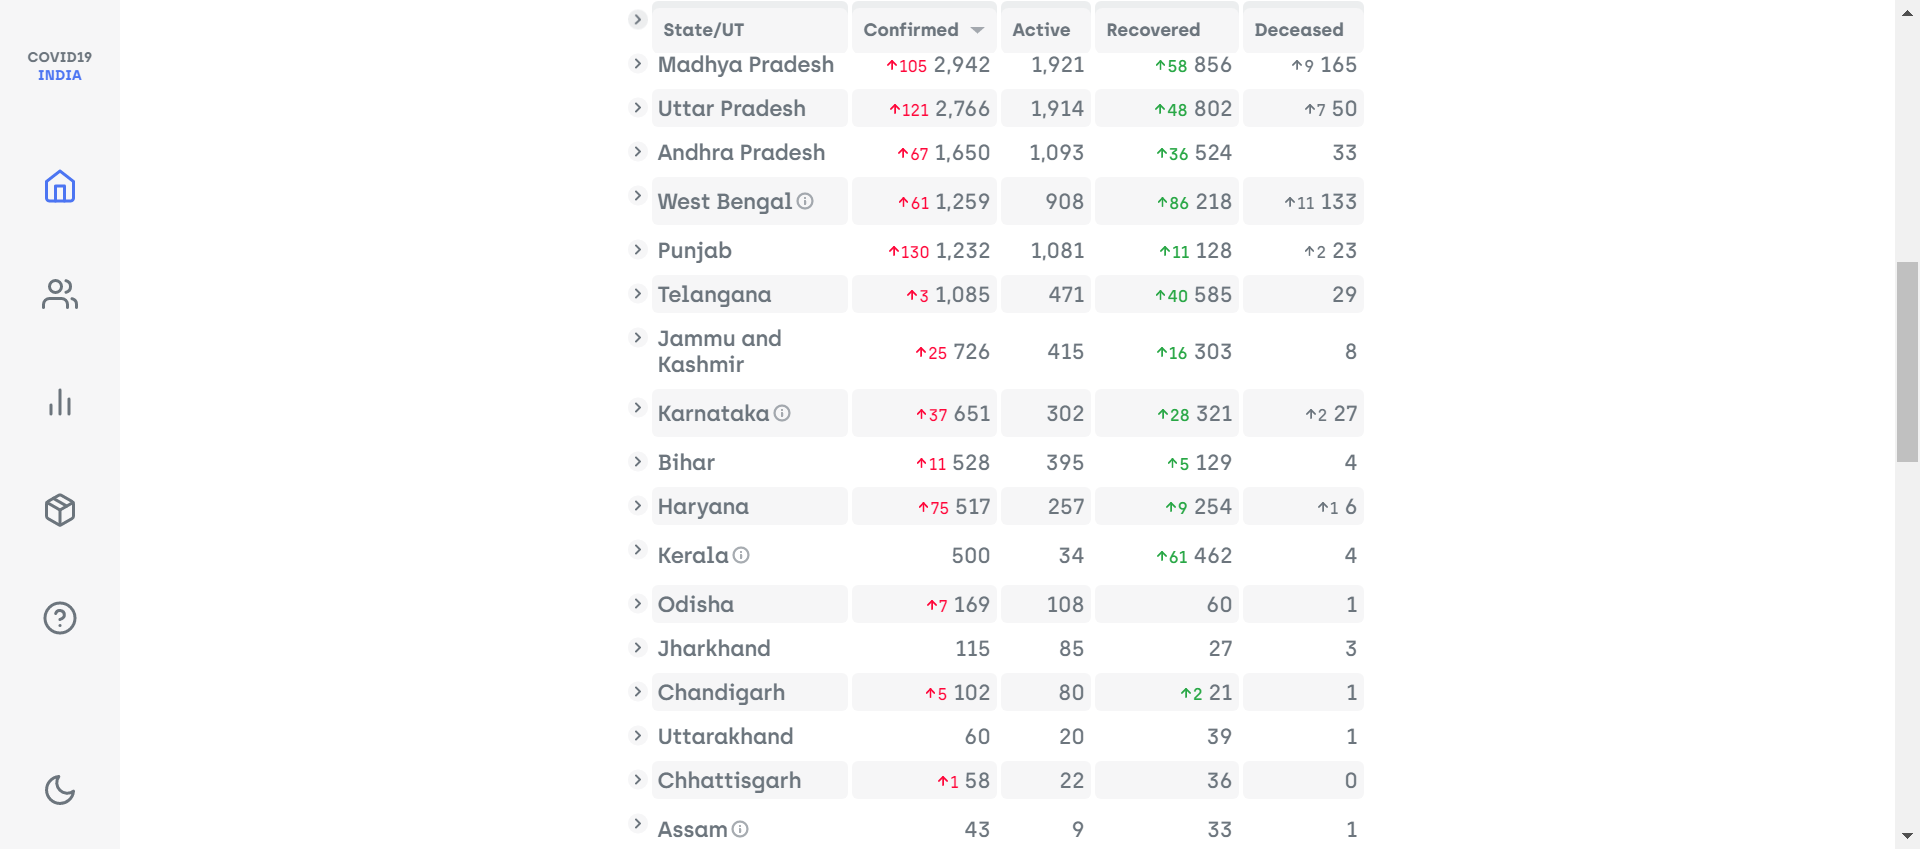 COVID19
INDIA
State/UT Confirmed Active Recovered Deceased
Madhya Pradesh ↑105 2,942 1,921 ↑58 856 ↑9 165
Uttar Pradesh ↑121 2,766 1,914 ↑48 802 ↑7 50
Andhra Pradesh ↑67 1,650 1,093 ↑36 524 33
West Bengal ↑61 1,259 908 ↑86 218 ↑11 133
Punjab ↑130 1,232 1,081 ↑11 128 ↑2 23
Telangana ↑3 1,085 471 ↑40 585 29
Jammu and
Kashmir ↑25 726 415 ↑16 303 8
Karnataka ↑37 651 302 ↑28 321 ↑2 27
Bihar ↑11 528 395 ↑5 129 4
Haryana ↑75 517 257 ↑9 254 ↑1 6
Kerala 500 34 ↑61 462 4
Odisha ↑7 169 108 60 1
Jharkhand 115 85 27 3
Chandigarh ↑5 102 80 ↑2 21 1
Uttarakhand 60 20 39 1
Chhattisgarh ↑1 58 22 36 0
Assam 43 9 33 1